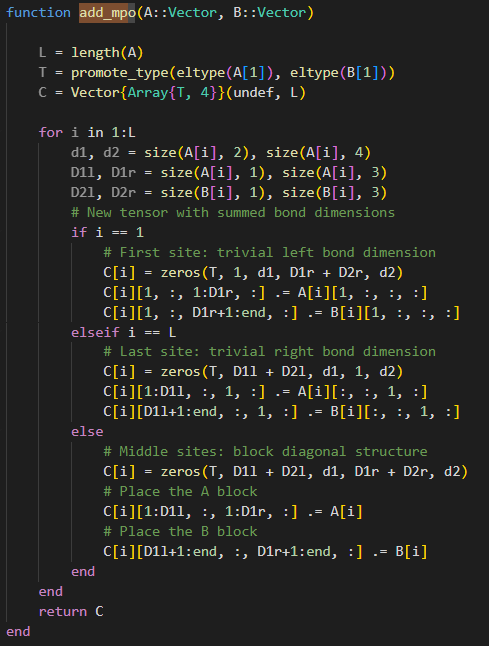 function add_mpo(A::Vector, B::Vector)

    L = length(A)
    T = promote_type(eltype(A[1]), eltype(B[1]))
    C = Vector{Array{T, 4}}(undef, L)

    for i in 1:L
        d1, d2 = size(A[i], 2), size(A[i], 4)
        D1l, D1r = size(A[i], 1), size(A[i], 3)
        D2l, D2r = size(B[i], 1), size(B[i], 3)
        # New tensor with summed bond dimensions
        if i == 1
            # First site: trivial left bond dimension
            C[i] = zeros(T, 1, d1, D1r + D2r, d2)
            C[i][1, :, 1:D1r, :] .= A[i][1, :, :, :]
            C[i][1, :, D1r+1:end, :] .= B[i][1, :, :, :]
        elseif i == L
            # Last site: trivial right bond dimension
            C[i] = zeros(T, D1l + D2l, d1, 1, d2)
            C[i][1:D1l, :, 1, :] .= A[i][:, :, 1, :]
            C[i][D1l+1:end, :, 1, :] .= B[i][:, :, 1, :]
        else
            # Middle sites: block diagonal structure
            C[i] = zeros(T, D1l + D2l, d1, D1r + D2r, d2)
            # Place the A block
            C[i][1:D1l, :, 1:D1r, :] .= A[i]
            # Place the B block
            C[i][D1l+1:end, :, D1r+1:end, :] .= B[i]
        end
    end
    return C
end